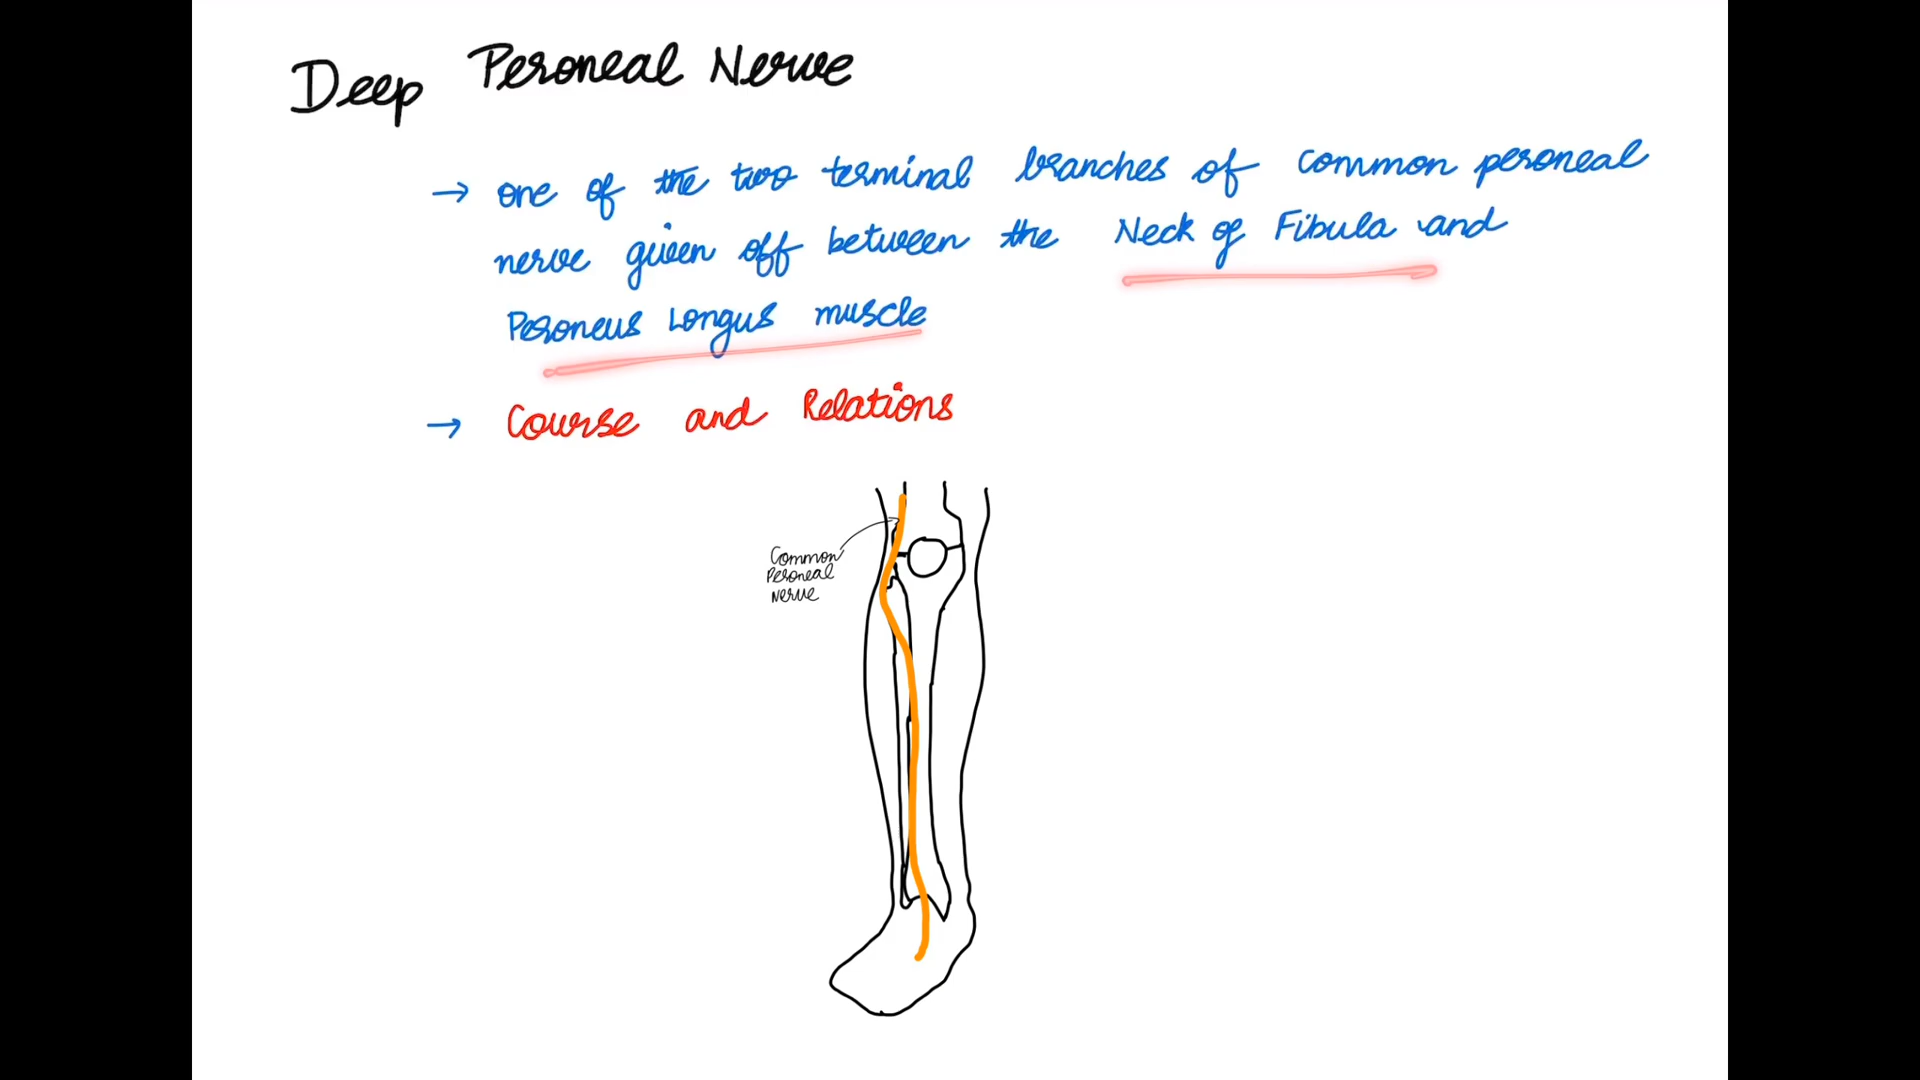 Deep Peroneal Nerve
→ one of the two terminal branches of common peroneal
nerve given off between the Neck of Fibula and
Peroneus Longus muscle
→ Course and Relations
Common
Peroneal
Nerve